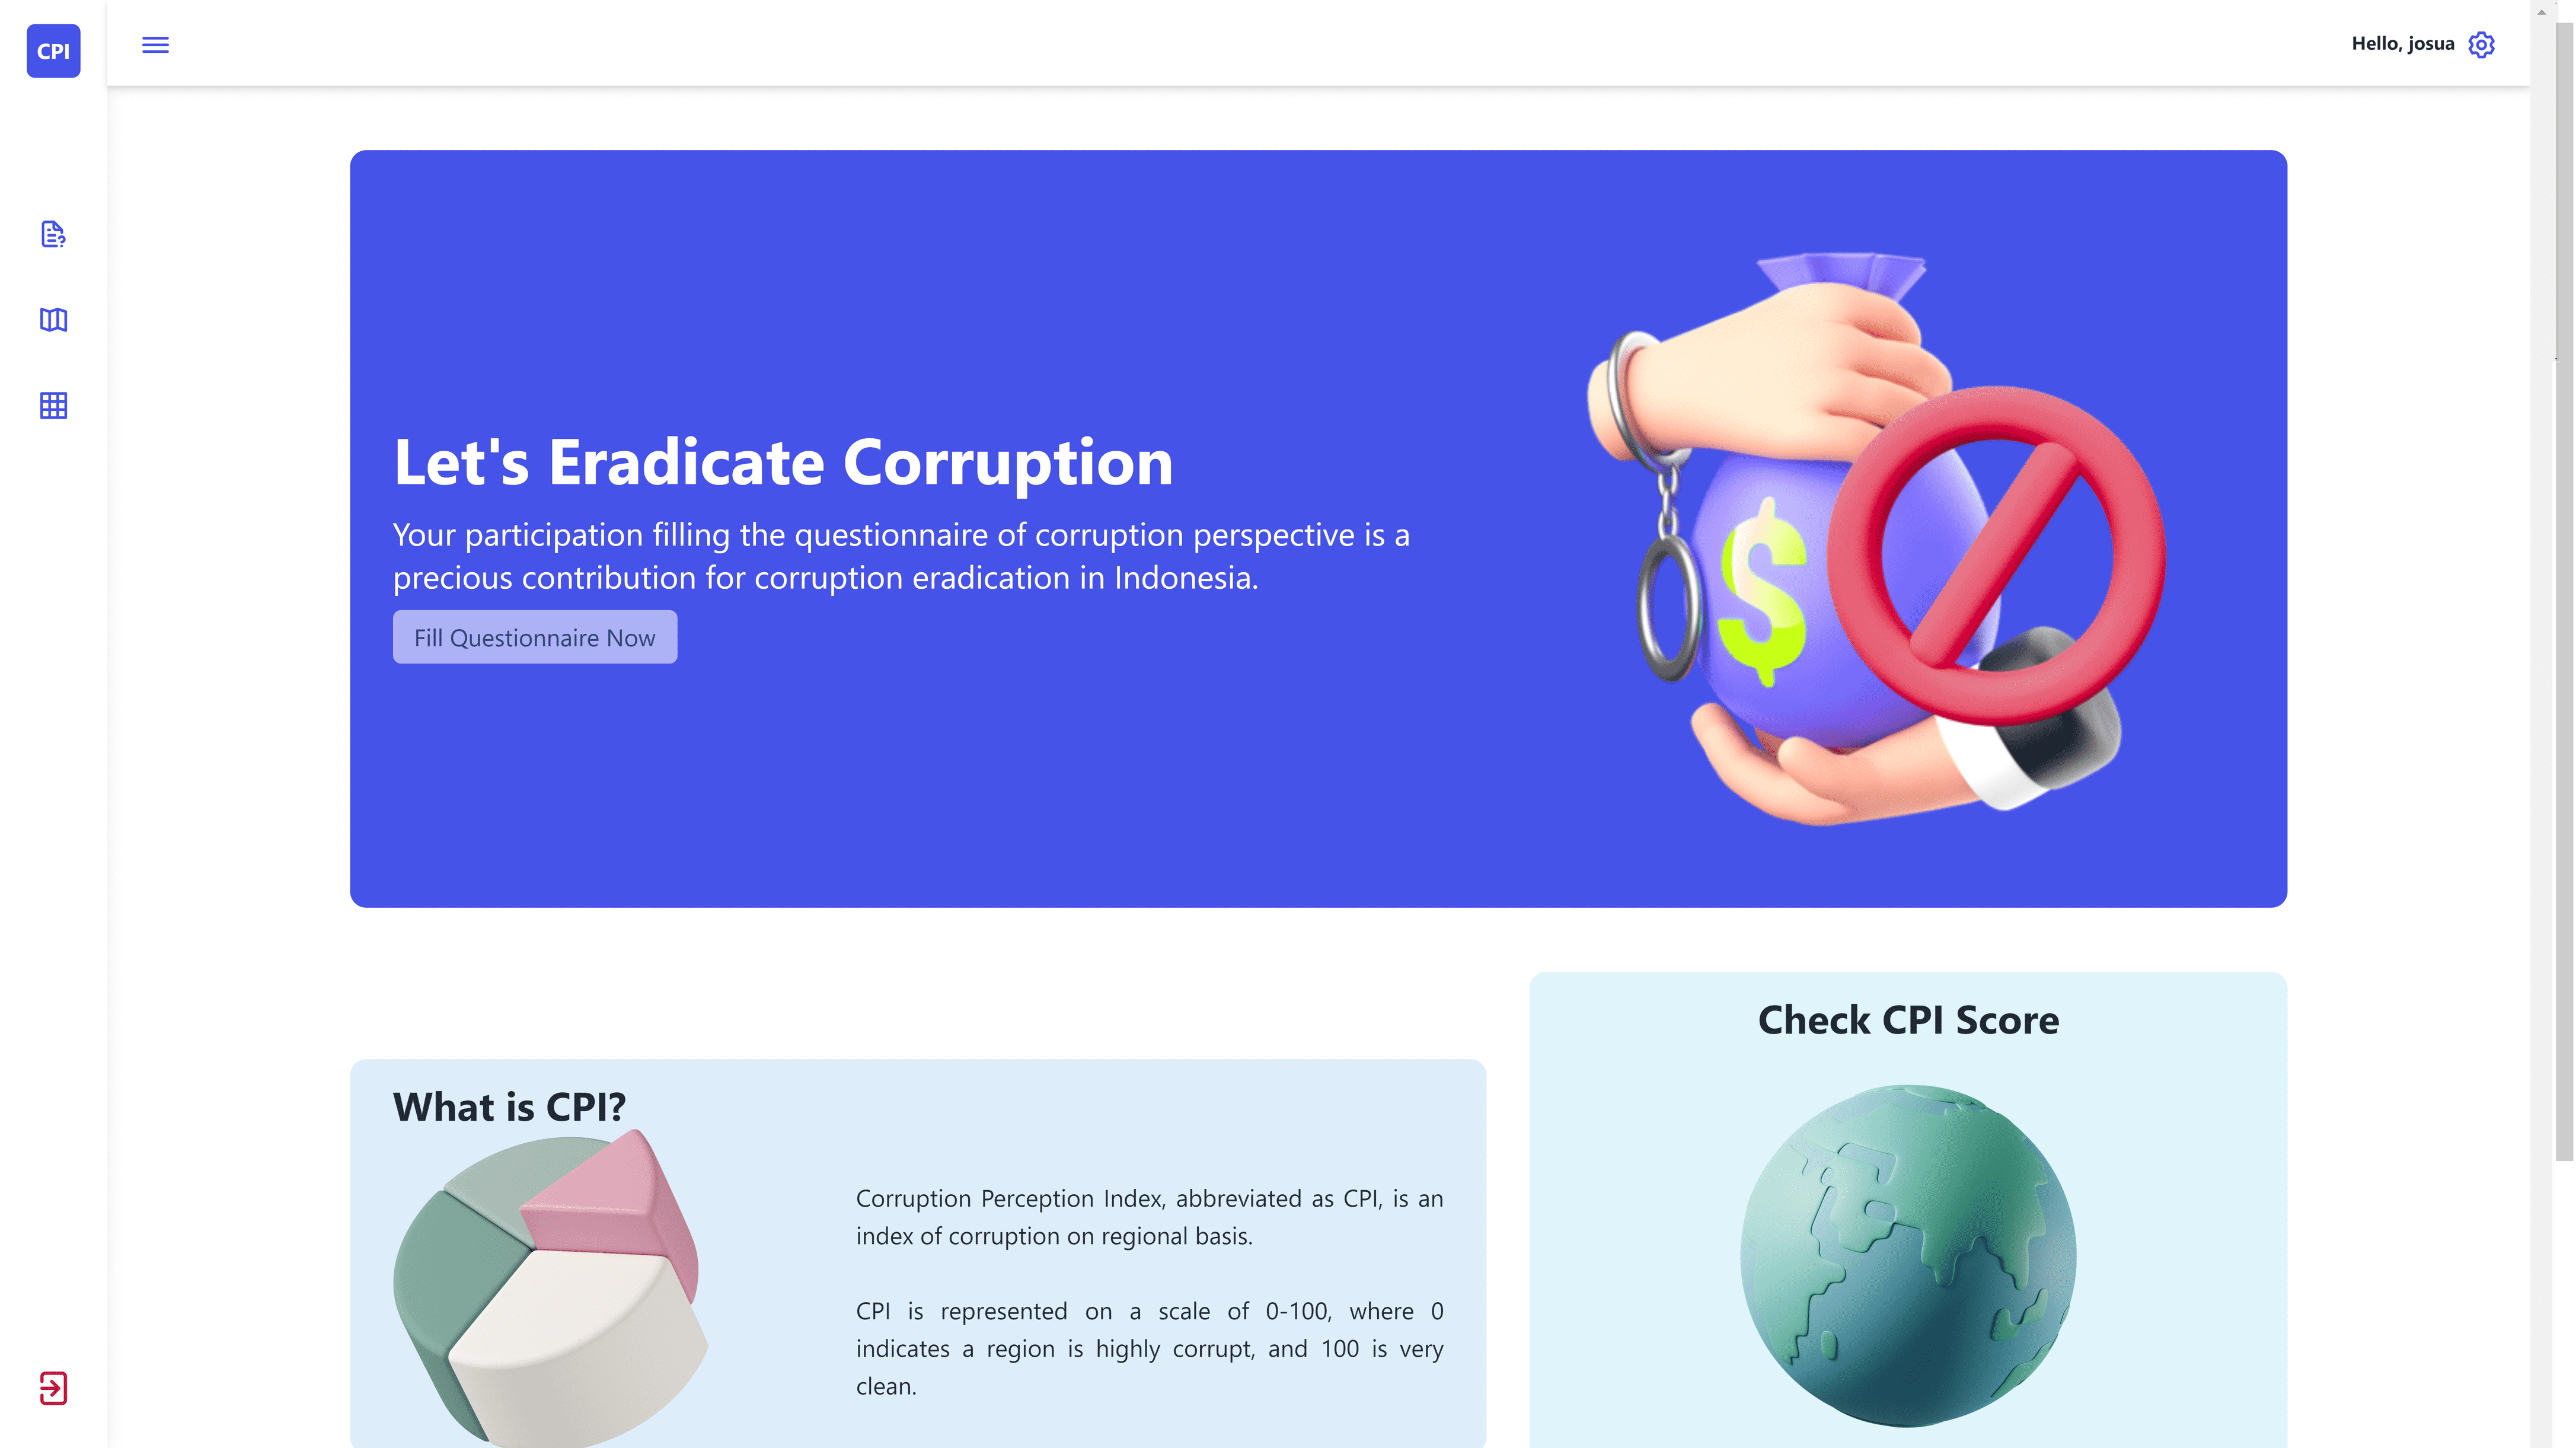 CPI
Hello, josua
Let's Eradicate Corruption
Your participation filling the questionnaire of corruption perspective is a
precious contribution for corruption eradication in Indonesia.
Fill Questionnaire Now
Check CPI Score
What is CPI?
Corruption Perception Index, abbreviated as CPI, is an
index of corruption on regional basis.
CPI is represented on a scale of 0-100, where 0
indicates a region is highly corrupt, and 100 is very
clean.